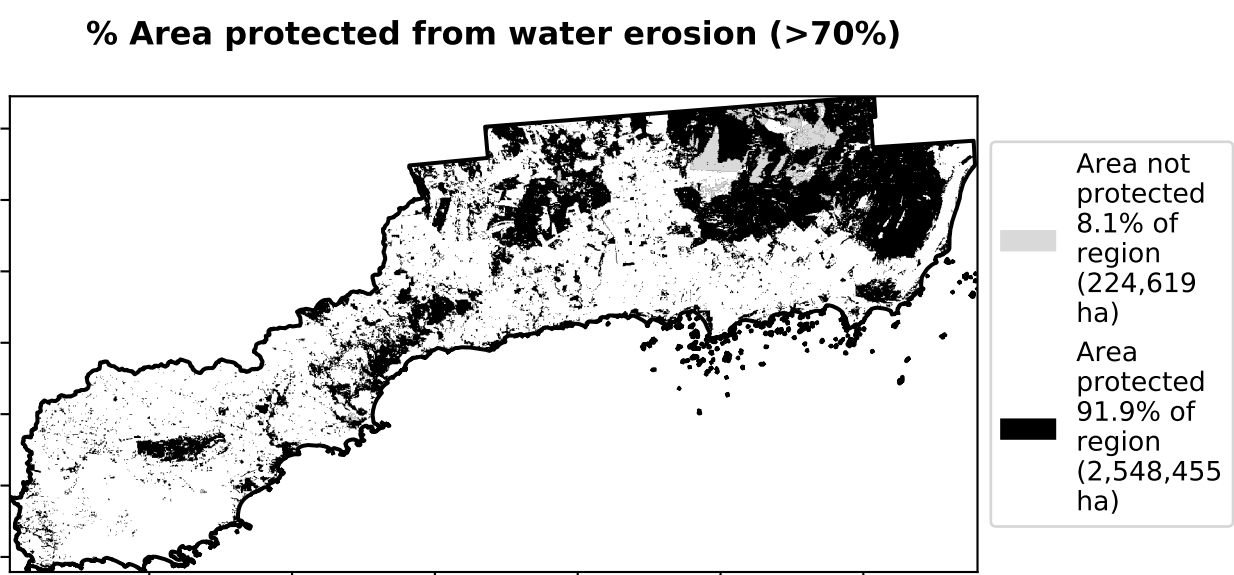 % Area protected from water erosion (>70%)
Area not
protected
8.1% of
region
(224,619
ha)
Area
protected
91.9% of
region
(2,548,455
ha)